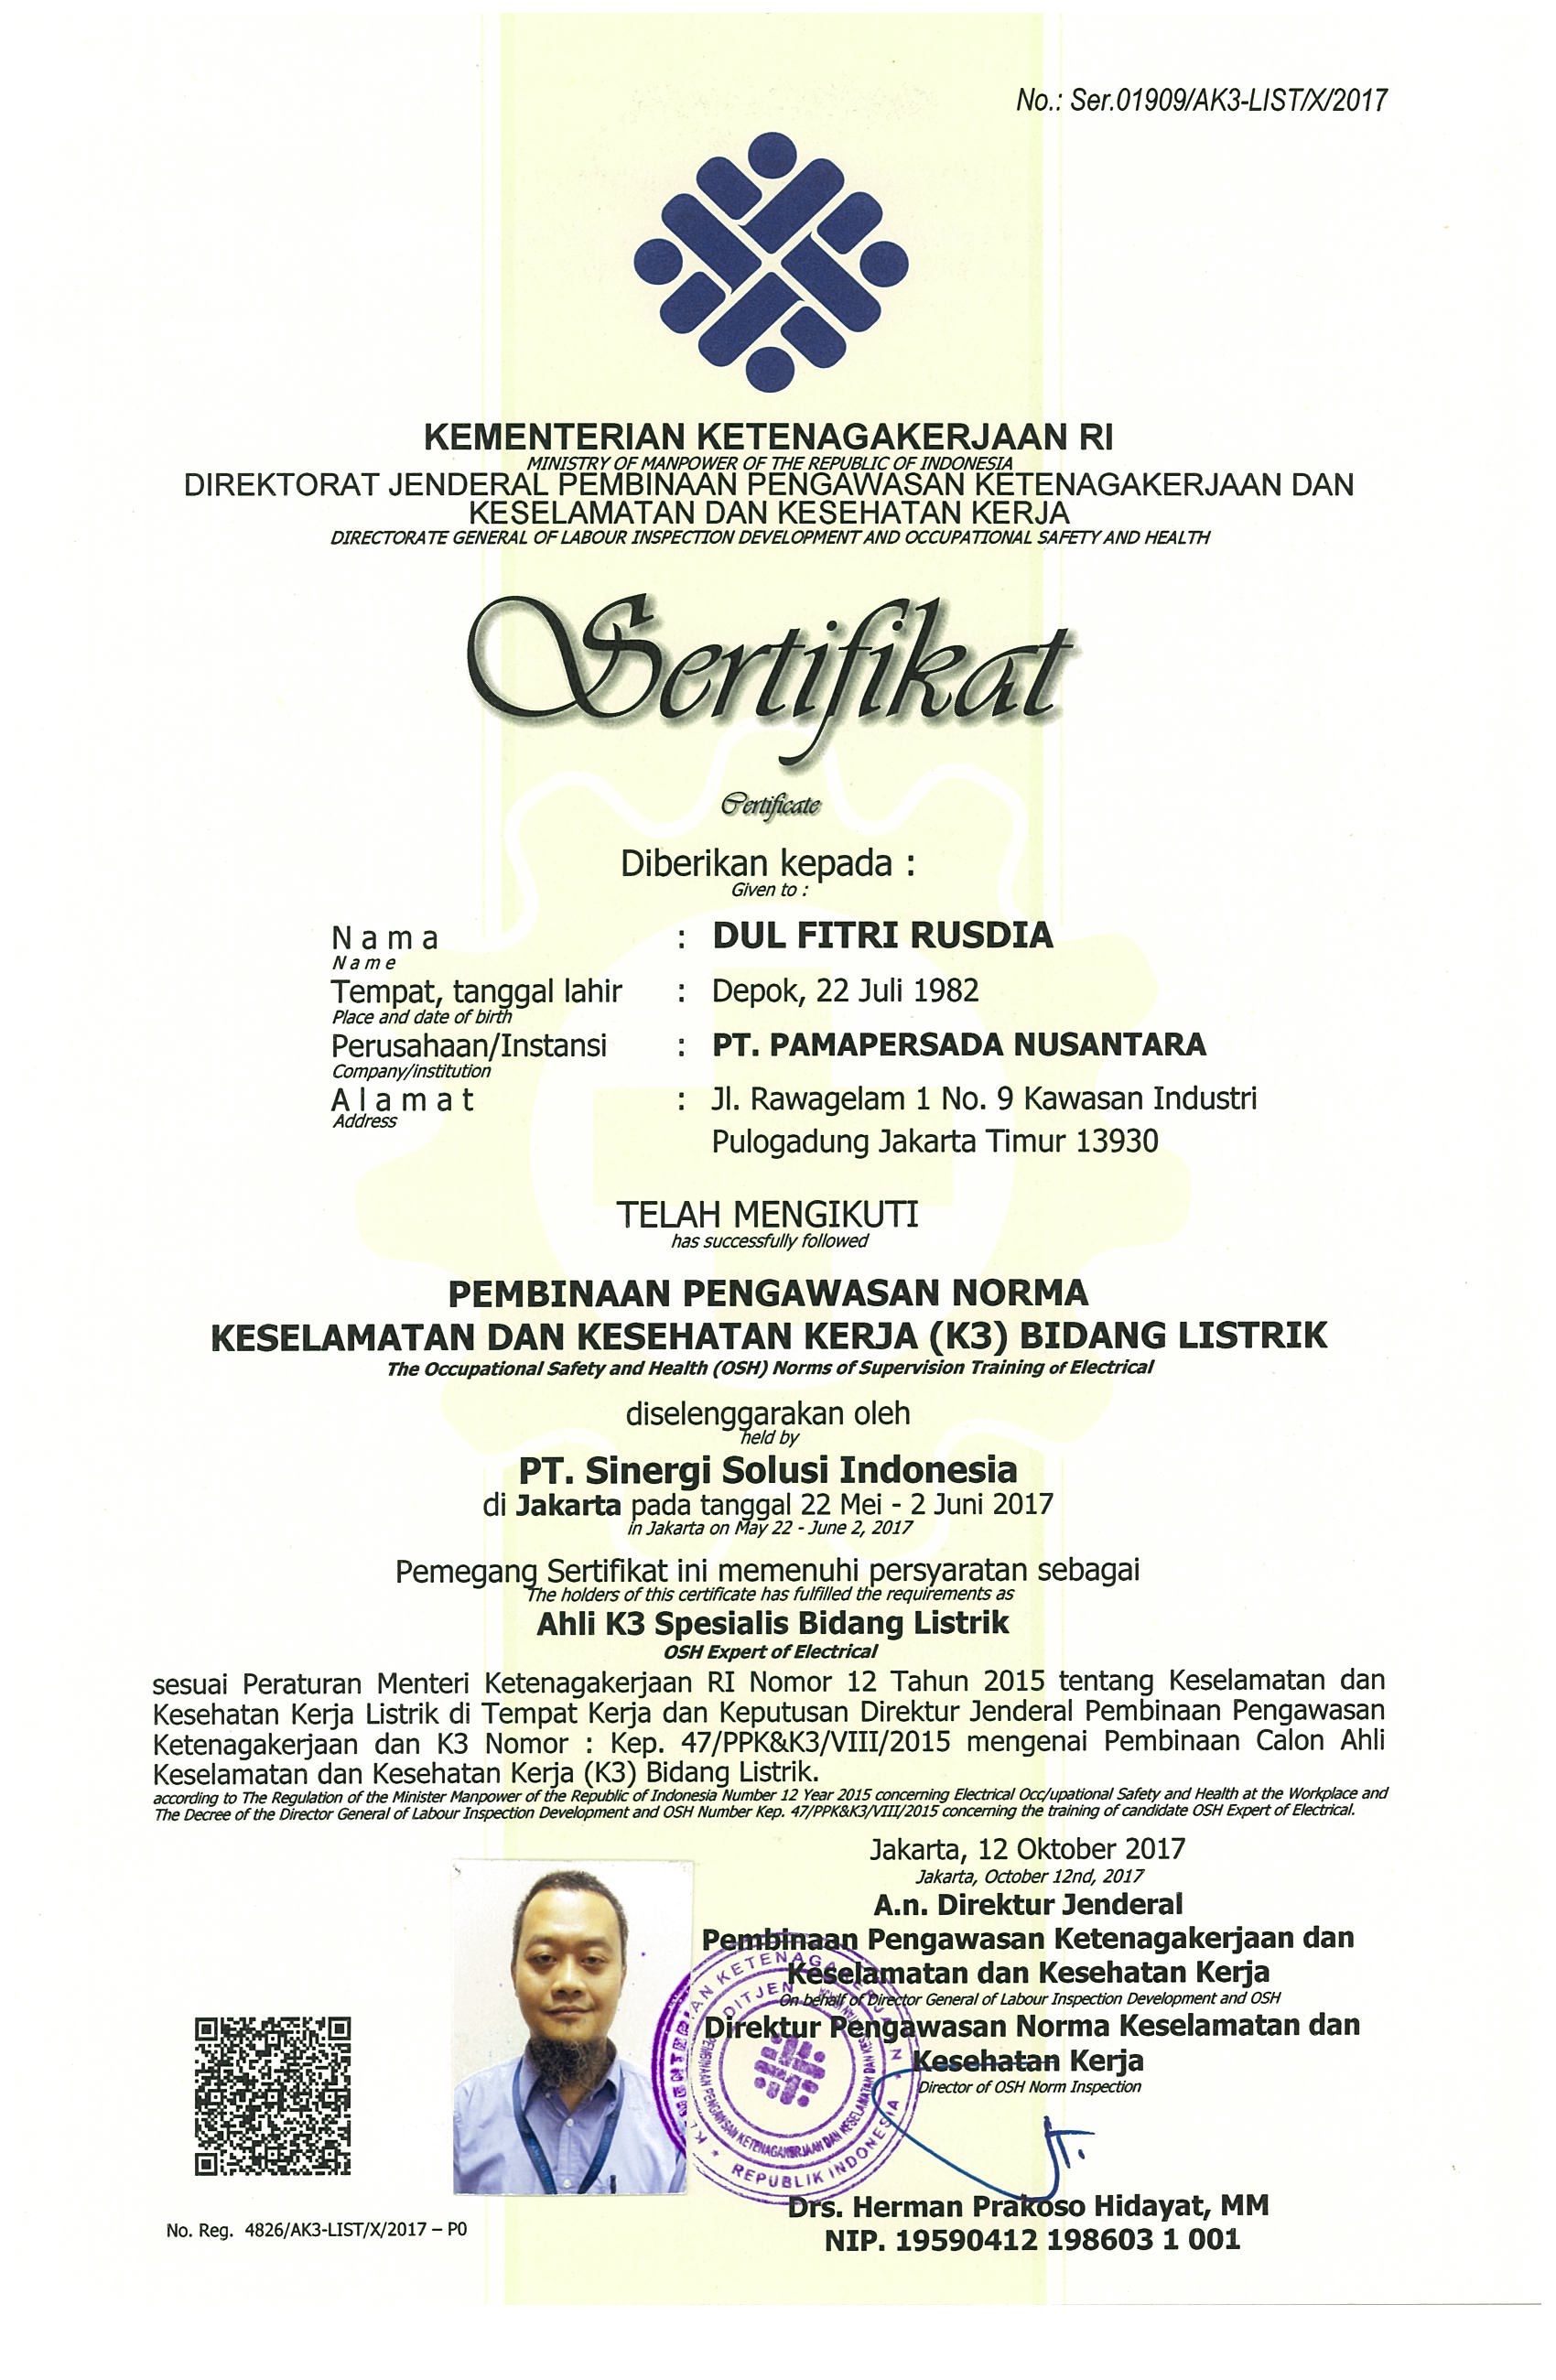 No.: Ser.01909/AK3-LIST/X/2017
KEMENTERIAN KETENAGAKERJAAN RI
MINISTRY OF MANPOWER OF THE REPUBLIC OF INDONESIA
DIREKTORAT JENDERAL PEMBINAAN PENGAWASAN KETENAGAKERJAAN DAN
KESELAMATAN DAN KESEHATAN KERJA
DIRECTORATE GENERAL OF LABOUR INSPECTION DEVELOPMENT AND OCCUPATIONAL SAFETY AND HEALTH
Sertifikat
Certificate
Diberikan kepada :
Given to :
Nama : DUL FITRI RUSDIA
Name
Tempat, tanggal lahir : Depok, 22 Juli 1982
Place and date of birth
Perusahaan/Instansi : PT. PAMAPERSADA NUSANTARA
Company/institution
Alamat : Jl. Rawagelam 1 No. 9 Kawasan Industri
Address
Pulogadung Jakarta Timur 13930
TELAH MENGIKUTI
has successfully followed
PEMBINAAN PENGAWASAN NORMA
KESELAMATAN DAN KESEHATAN KERJA (K3) BIDANG LISTRIK
The Occupational Safety and Health (OSH) Norms of Supervision Training of Electrical
diselenggarakan oleh
held by
PT. Sinergi Solusi Indonesia
di Jakarta pada tanggal 22 Mei - 2 Juni 2017
in Jakarta on May 22 - June 2, 2017
Pemegang Sertifikat ini memenuhi persyaratan sebagai
The holders of this certificate has fulfilled the requirements as
Ahli K3 Spesialis Bidang Listrik
OSH Expert of Electrical
sesuai Peraturan Menteri Ketenagakerjaan RI Nomor 12 Tahun 2015 tentang Keselamatan dan
Kesehatan Kerja Listrik di Tempat Kerja dan Keputusan Direktur Jenderal Pembinaan Pengawasan
Ketenagakerjaan dan K3 Nomor : Kep. 47/PPK&K3/VIII/2015 mengenai Pembinaan Calon Ahli
Keselamatan dan Kesehatan Kerja (K3) Bidang Listrik.
according to The Regulation of the Minister Manpower of the Republic of Indonesia Number 12 Year 2015 concerning Electrical Occ/upational Safety and Health at the Workplace and
The Decree of the Director General of Labour Inspection Development and OSH Number Kep. 47/PPK&K3/VIII/2015 concerning the training of candidate OSH Expert of Electrical.
Jakarta, 12 Oktober 2017
Jakarta, October 12nd, 2017
A.n. Direktur Jenderal
Pembinaan Pengawasan Ketenagakerjaan dan
Keselamatan dan Kesehatan Kerja
On behalf of Director General of Labour Inspection Development and OSH
Direktur Pengawasan Norma Keselamatan dan
Kesehatan Kerja
Director of OSH Norm Inspection
KEMENTERIAN KETENAGAKERJAAN
REPUBLIK INDONESIA
DITJEN
PEMBINAAN PENGAWASAN KETENAGAKERJAAN DAN KESELAMATAN DAN KESEHATAN KERJA
Drs. Herman Prakoso Hidayat, MM
NIP. 19590412 198603 1 001
No. Reg. 4826/AK3-LIST/X/2017 – P0